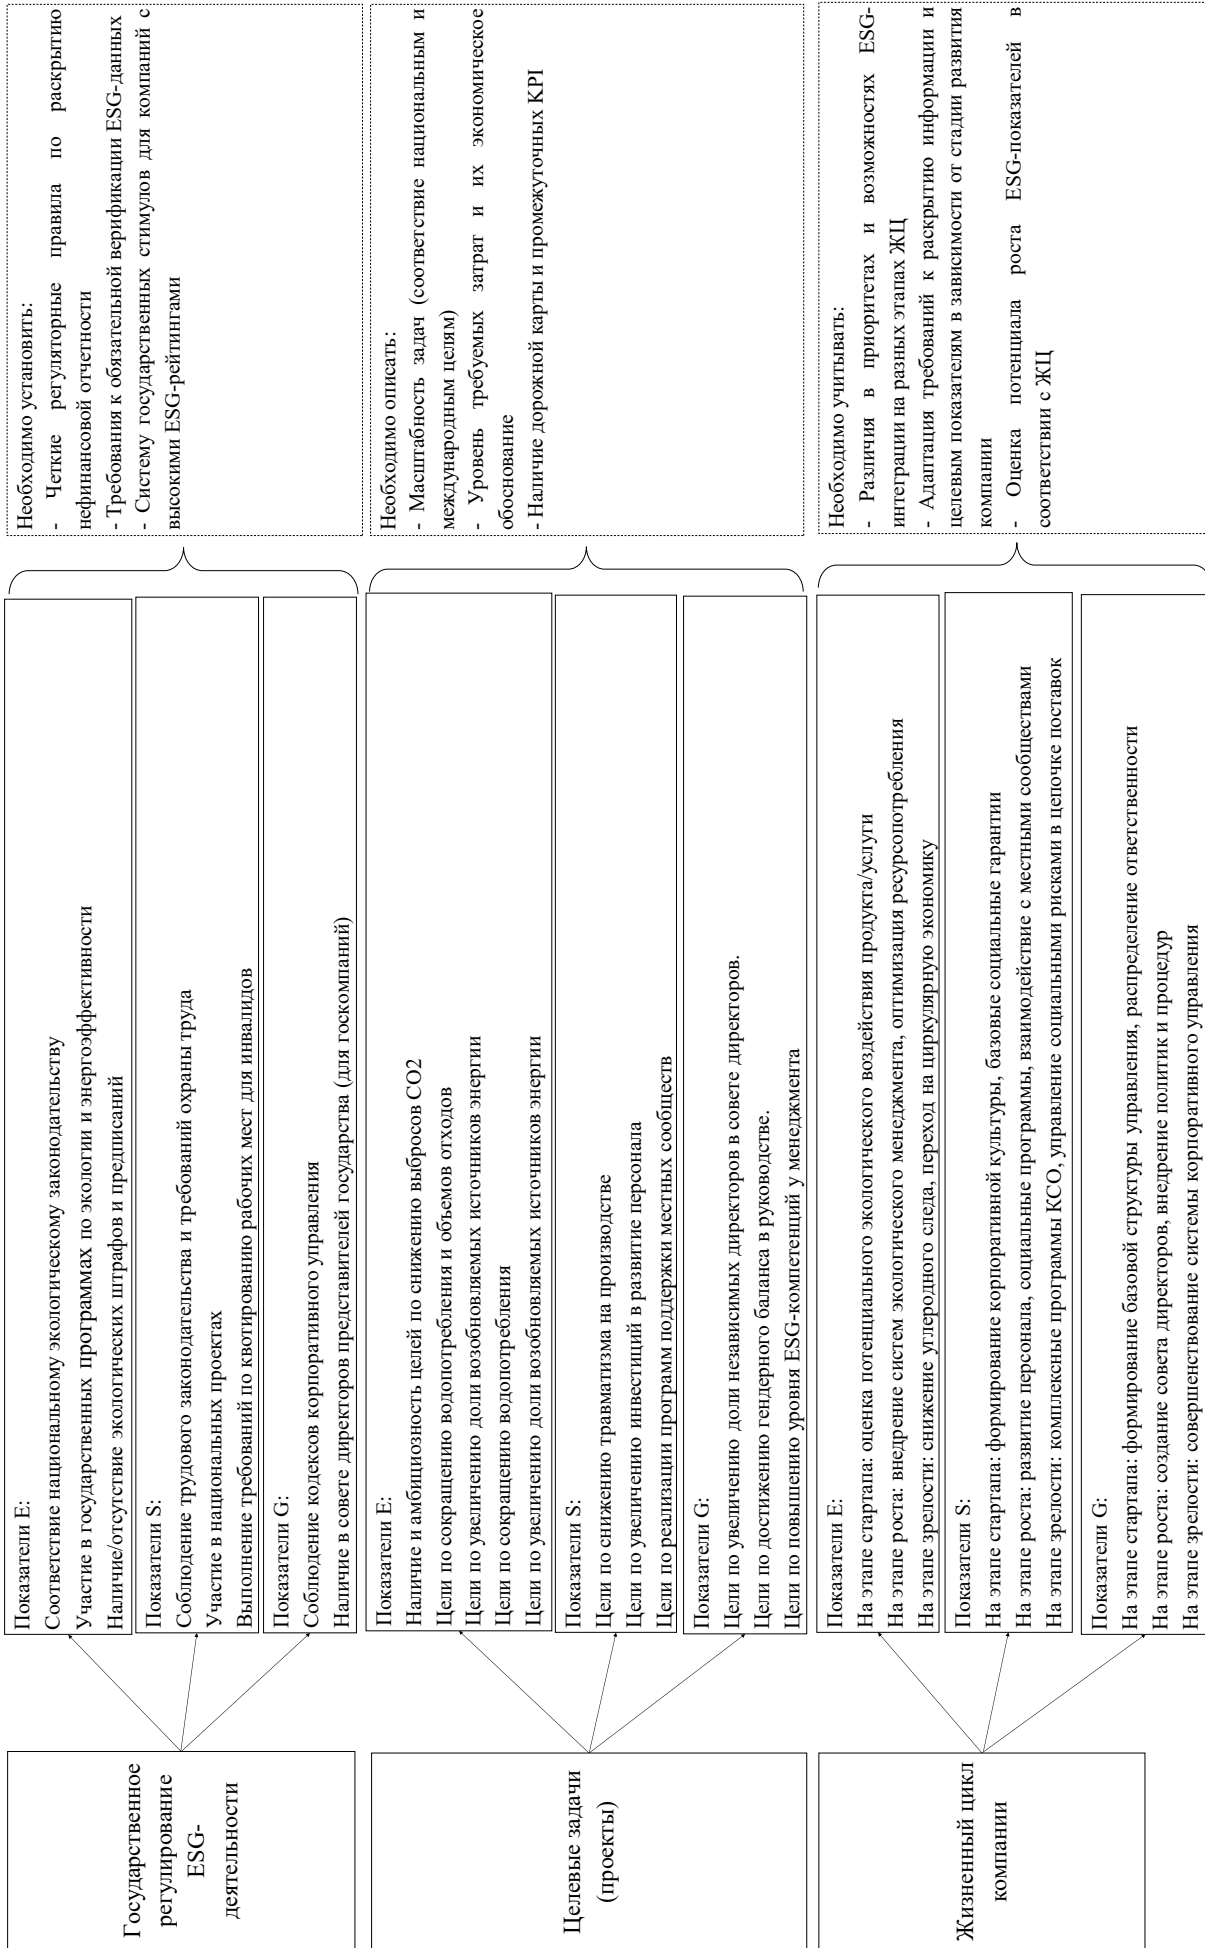 Государственное
регулирование
ESG-
деятельности
Показатели E:
Соответствие национальному экологическому законодательству
Участие в государственных программах по экологии и энергоэффективности
Наличие/отсутствие экологических штрафов и предписаний
Показатели S:
Соблюдение трудового законодательства и требований охраны труда
Участие в национальных проектах
Выполнение требований по квотированию рабочих мест для инвалидов
Показатели G:
Соблюдение кодексов корпоративного управления
Наличие в совете директоров представителей государства (для госкомпаний)
Необходимо установить:
- Четкие регуляторные правила по раскрытию
нефинансовой отчетности
- Требования к обязательной верификации ESG-данных
- Систему государственных стимулов для компаний с
высокими ESG-рейтингами
Целевые задачи
(проекты)
Показатели E:
Наличие и амбициозность целей по снижению выбросов CO2
Цели по сокращению водопотребления и объемов отходов
Цели по увеличению доли возобновляемых источников энергии
Цели по сокращению водопотребления
Цели по увеличению доли возобновляемых источников энергии
Показатели S:
Цели по снижению травматизма на производстве
Цели по увеличению инвестиций в развитие персонала
Цели по реализации программ поддержки местных сообществ
Показатели G:
Цели по увеличению доли независимых директоров в совете директоров.
Цели по достижению гендерного баланса в руководстве.
Цели по повышению уровня ESG-компетенций у менеджмента
Необходимо описать:
- Масштабность задач (соответствие национальным и
международным целям)
- Уровень требуемых затрат и их экономическое
обоснование
- Наличие дорожной карты и промежуточных KPI
Жизненный цикл
компании
Показатели E:
На этапе стартапа: оценка потенциального экологического воздействия продукта/услуги
На этапе роста: внедрение систем экологического менеджмента, оптимизация ресурсопотребления
На этапе зрелости: снижение углеродного следа, переход на циркулярную экономику
Показатели S:
На этапе стартапа: формирование корпоративной культуры, базовые социальные гарантии
На этапе роста: развитие персонала, социальные программы, взаимодействие с местными сообществами
На этапе зрелости: комплексные программы КСО, управление социальными рисками в цепочке поставок
Показатели G:
На этапе стартапа: формирование базовой структуры управления, распределение ответственности
На этапе роста: создание совета директоров, внедрение политик и процедур
На этапе зрелости: совершенствование системы корпоративного управления
Необходимо учитывать:
- Различия в приоритетах и возможностях ESG-
интеграции на разных этапах ЖЦ
- Адаптация требований к раскрытию информации и
целевым показателям в зависимости от стадии развития
компании
- Оценка потенциала роста ESG-показателей в
соответствии с ЖЦ